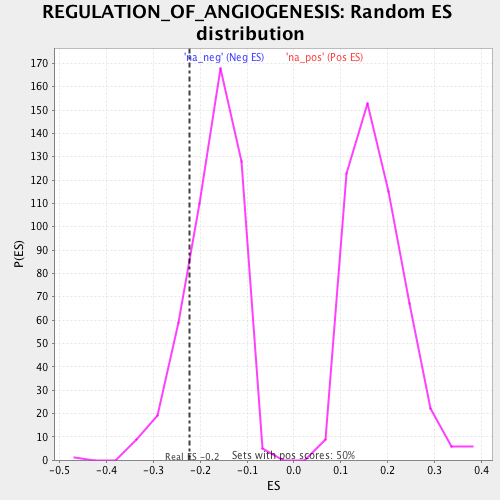 REGULATION_OF_ANGIOGENESIS: Random ES
distribution
'na_neg' (Neg ES)
'na_pos' (Pos ES)
170
160
150
140
130
120
110
100
90
80
70
60
50
40
30
20
10
0
P(ES)
Real ES -0.2
Sets with pos scores: 50%
-0.5 -0.4 -0.3 -0.2 -0.1 0.0 0.1 0.2 0.3 0.4
ES